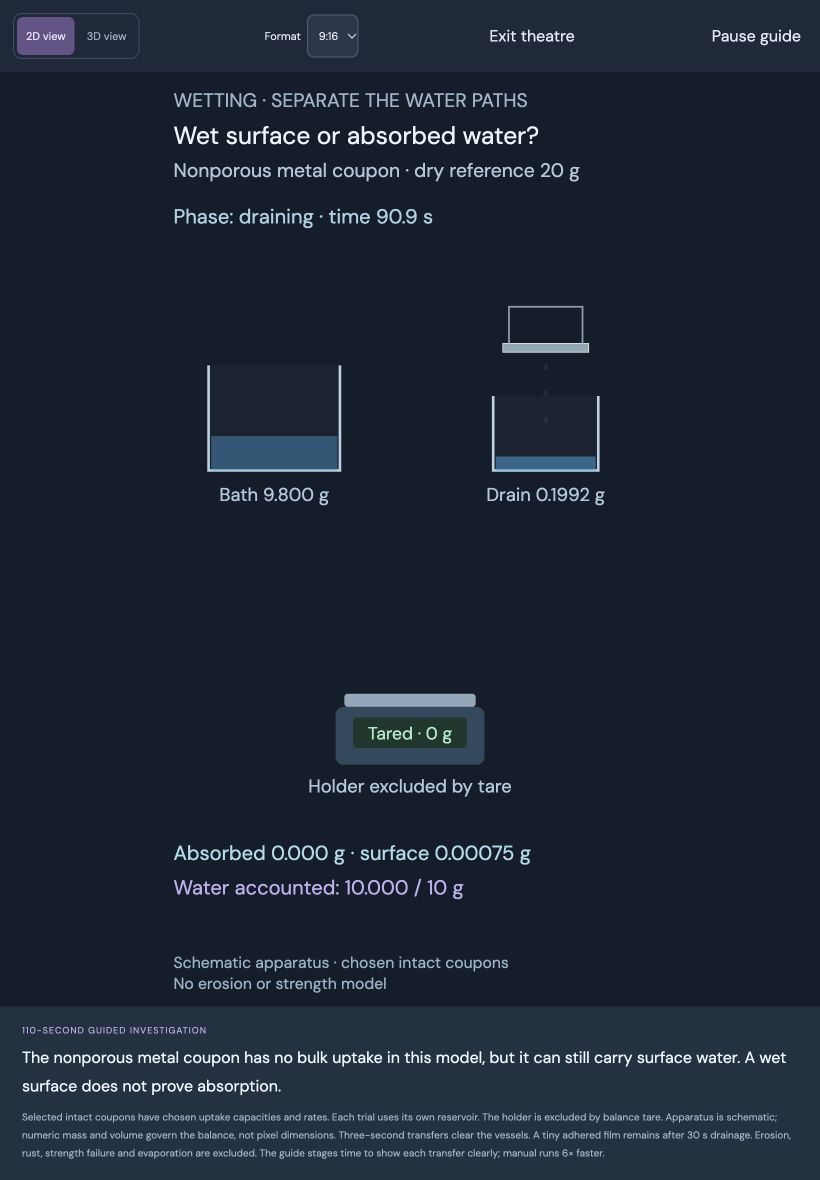 2D view
3D view
Format
9:16
Exit theatre
Pause guide
WETTING · SEPARATE THE WATER PATHS
Wet surface or absorbed water?
Nonporous metal coupon · dry reference 20 g
Phase: draining · time 90.9 s
Bath 9.800 g
Drain 0.1992 g
Tared · 0 g
Holder excluded by tare
Absorbed 0.000 g · surface 0.00075 g
Water accounted: 10.000 / 10 g
Schematic apparatus · chosen intact coupons
No erosion or strength model
110-SECOND GUIDED INVESTIGATION
The nonporous metal coupon has no bulk uptake in this model, but it can still carry surface water. A wet
surface does not prove absorption.
Selected intact coupons have chosen uptake capacities and rates. Each trial uses its own reservoir. The holder is excluded by balance tare. Apparatus is schematic;
numeric mass and volume govern the balance, not pixel dimensions. Three-second transfers clear the vessels. A tiny adhered film remains after 30 s drainage. Erosion,
rust, strength failure and evaporation are excluded. The guide stages time to show each transfer clearly; manual runs 6× faster.